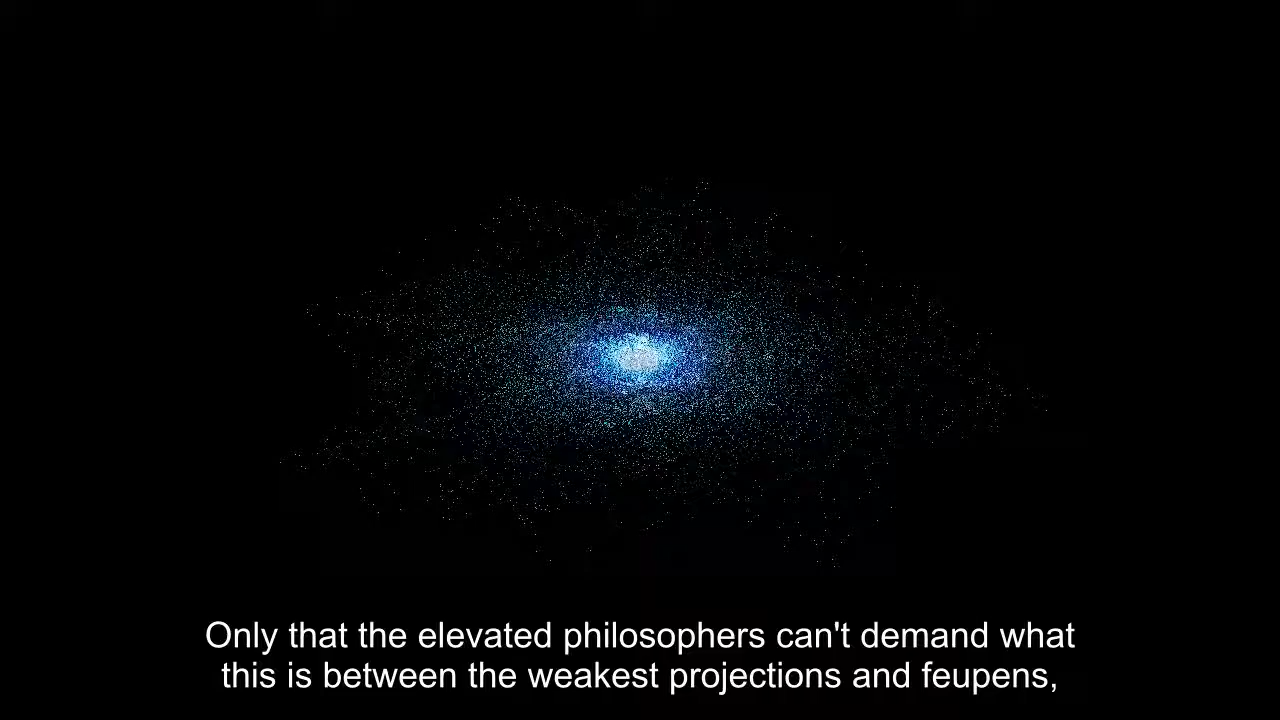 Only that the elevated philosophers can't demand what
this is between the weakest projections and feupens,